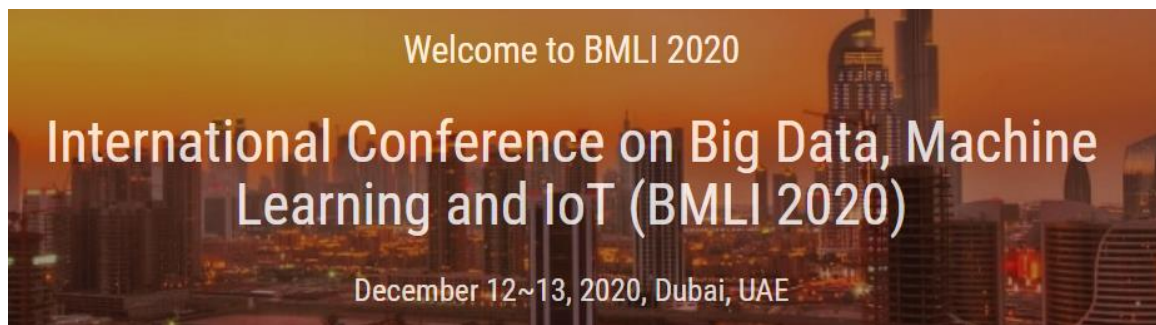 Welcome to BMLI 2020
International Conference on Big Data, Machine
Learning and IoT (BMLI 2020)
December 12~13, 2020, Dubai, UAE